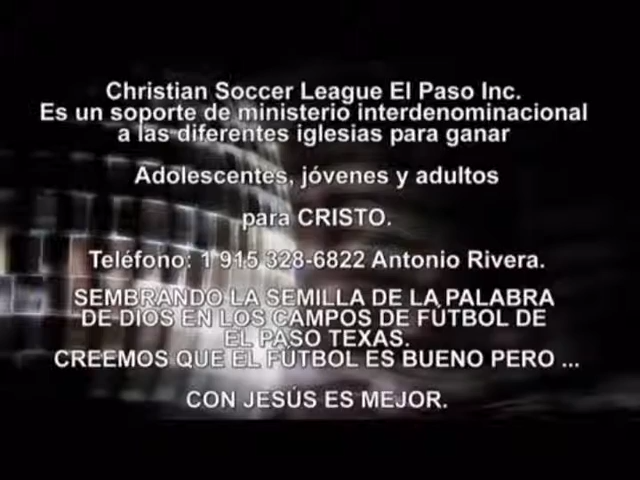 Christian Soccer League El Paso Inc.
Es un soporte de ministerio interdenominacional
a las diferentes iglesias para ganar
Adolescentes, jóvenes y adultos
para CRISTO.
Teléfono: 1 915 328-6822 Antonio Rivera.
SEMBRANDO LA SEMILLA DE LA PALABRA
DE DIOS EN LOS CAMPOS DE FÚTBOL DE
EL PASO TEXAS.
CREEMOS QUE EL FÚTBOL ES BUENO PERO ...
CON JESÚS ES MEJOR.